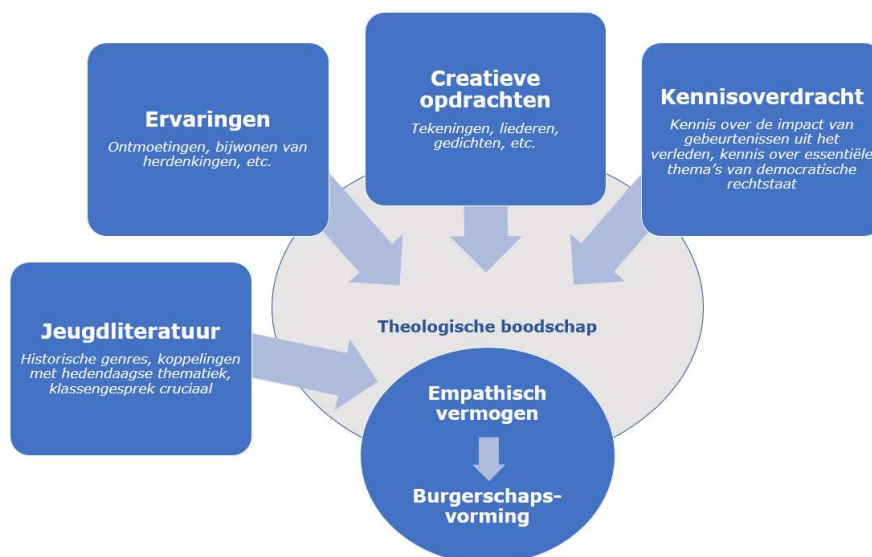 Ervaringen
Ontmoetingen, bijwonen van
herdenkingen, etc.
Creatieve
opdrachten
Tekeningen, liederen,
gedichten, etc.
Kennisoverdracht
Kennis over de impact van
gebeurtenissen uit het
verleden, kennis over essentiële
thema's van democratische
rechtstaat
Jeugdliteratuur
Historische genres, koppelingen
met hedendaagse thematiek,
klassengesprek cruciaal
Theologische boodschap
Empathisch
vermogen
Burgerschaps-
vorming